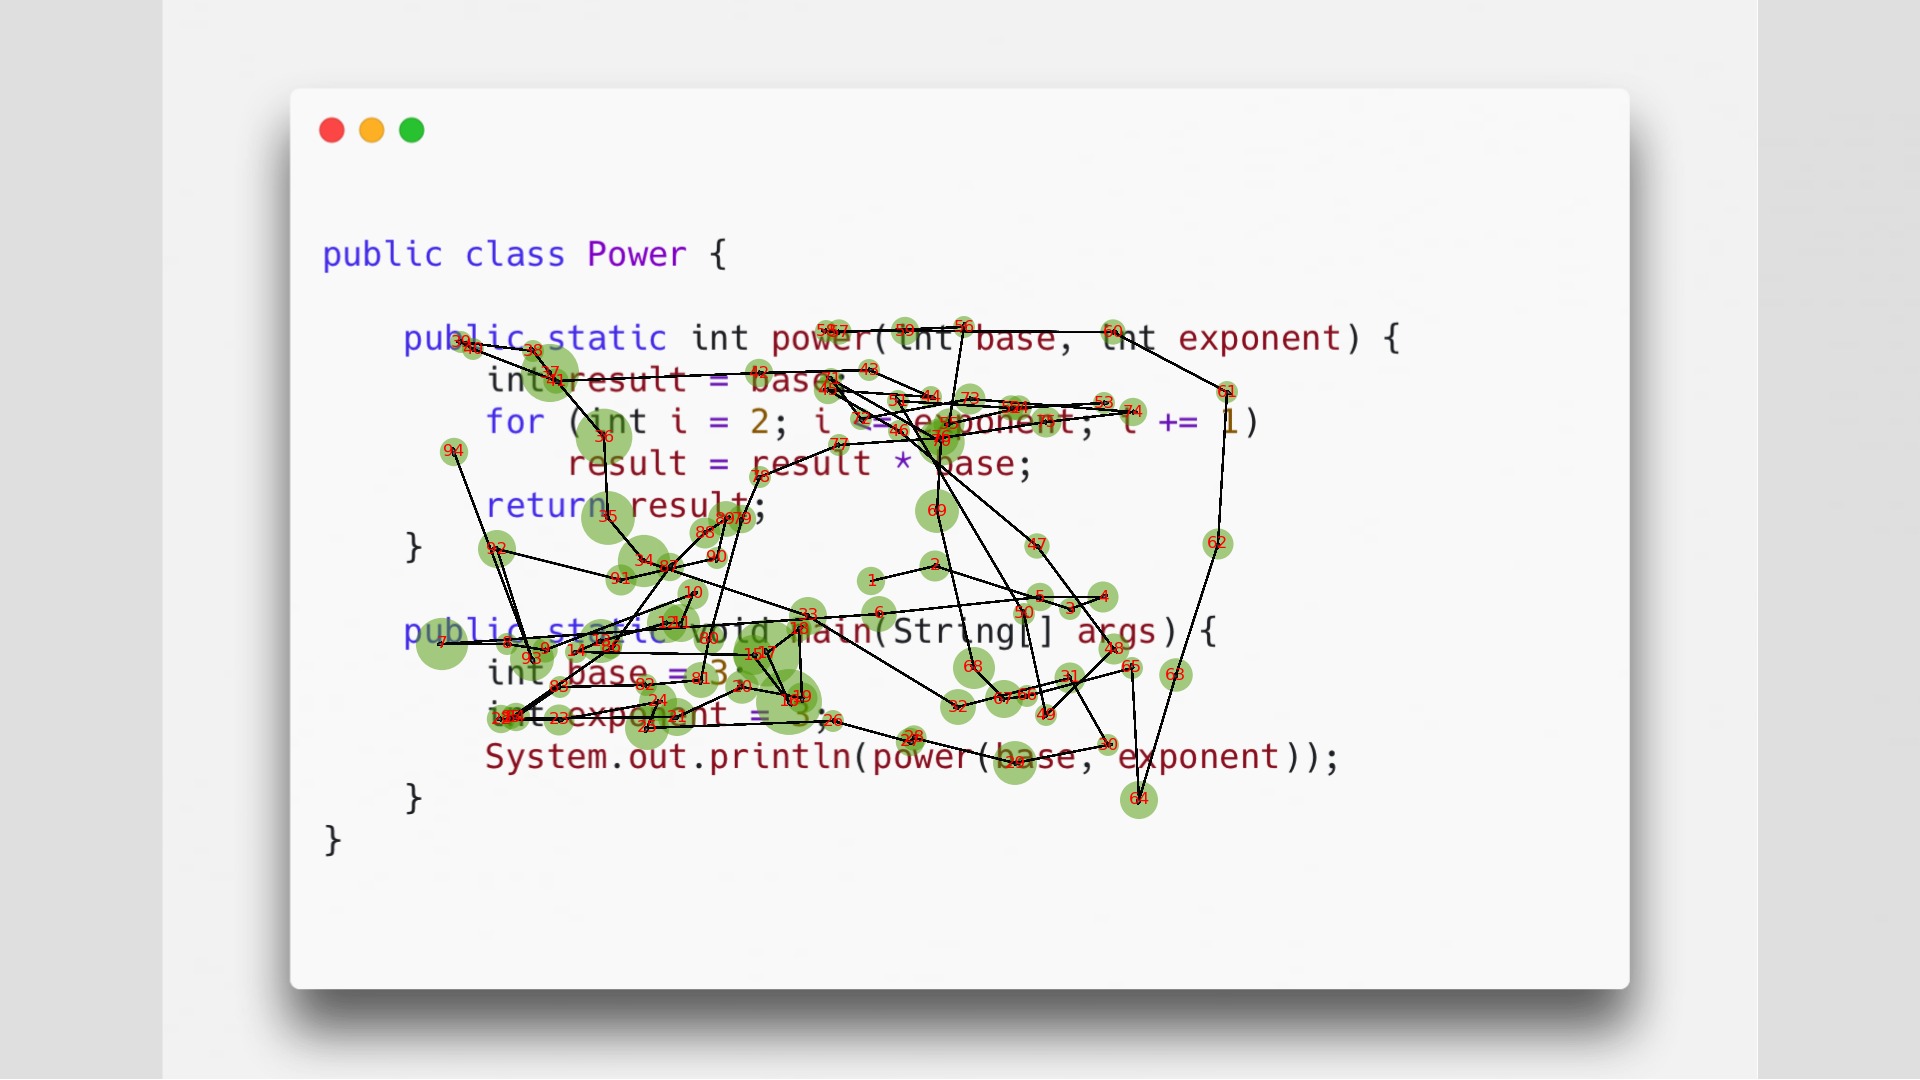 public class Power {
public static int power(int base, int exponent) {
int result = base;
for (int i = 2; i <= exponent; i += 1)
result = result * base;
return result;
}
public static void main(String[] args) {
int base = 3;
int exponent = 3;
System.out.println(power(base, exponent));
}
}